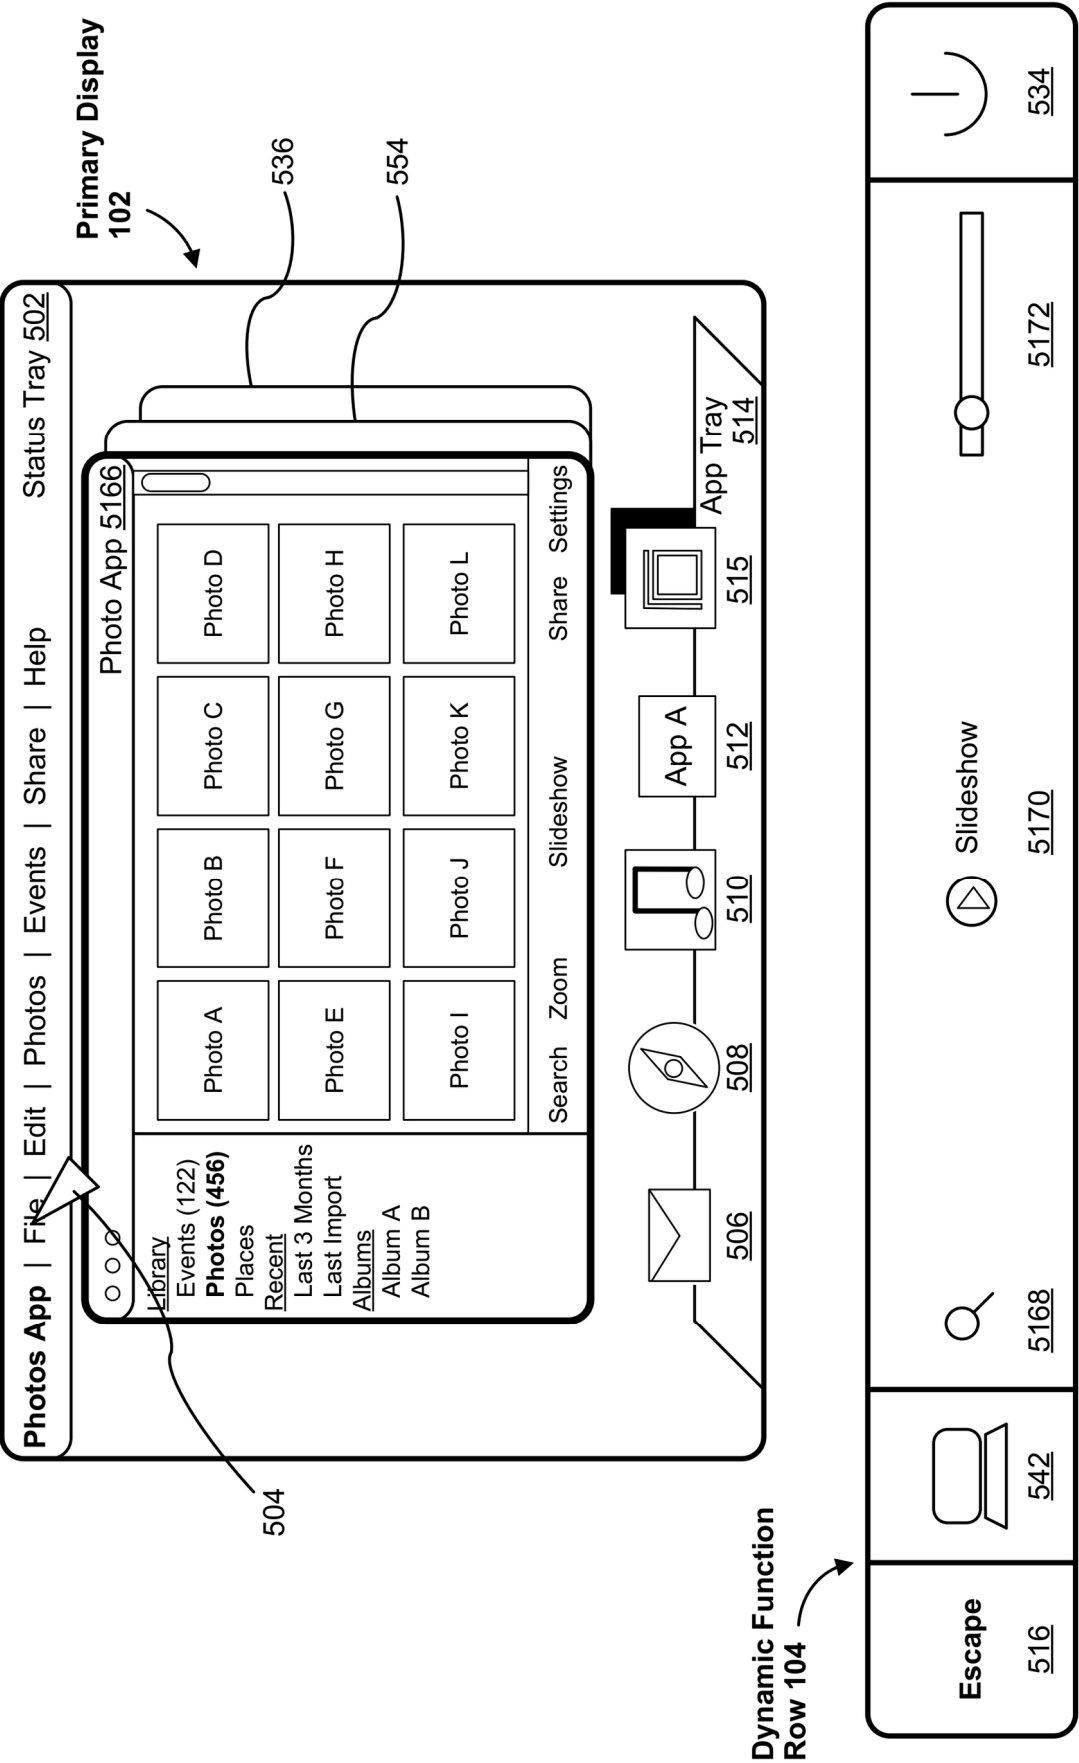 Primary Display
102
Photos App | File | Edit | Photos | Events | Share | Help
Status Tray 502
Photo App 5166
536
554
504
Library
Events (122)
Photos (456)
Places
Recent
Last 3 Months
Last Import
Albums
Album A
Album B
Photo A
Photo B
Photo C
Photo D
Photo E
Photo F
Photo G
Photo H
Photo I
Photo J
Photo K
Photo L
Search Zoom Slideshow Share Settings
App A
App Tray
514
506
508
510
512
515
Dynamic Function
Row 104
Escape
Slideshow
516
542
5168
5170
5172
534